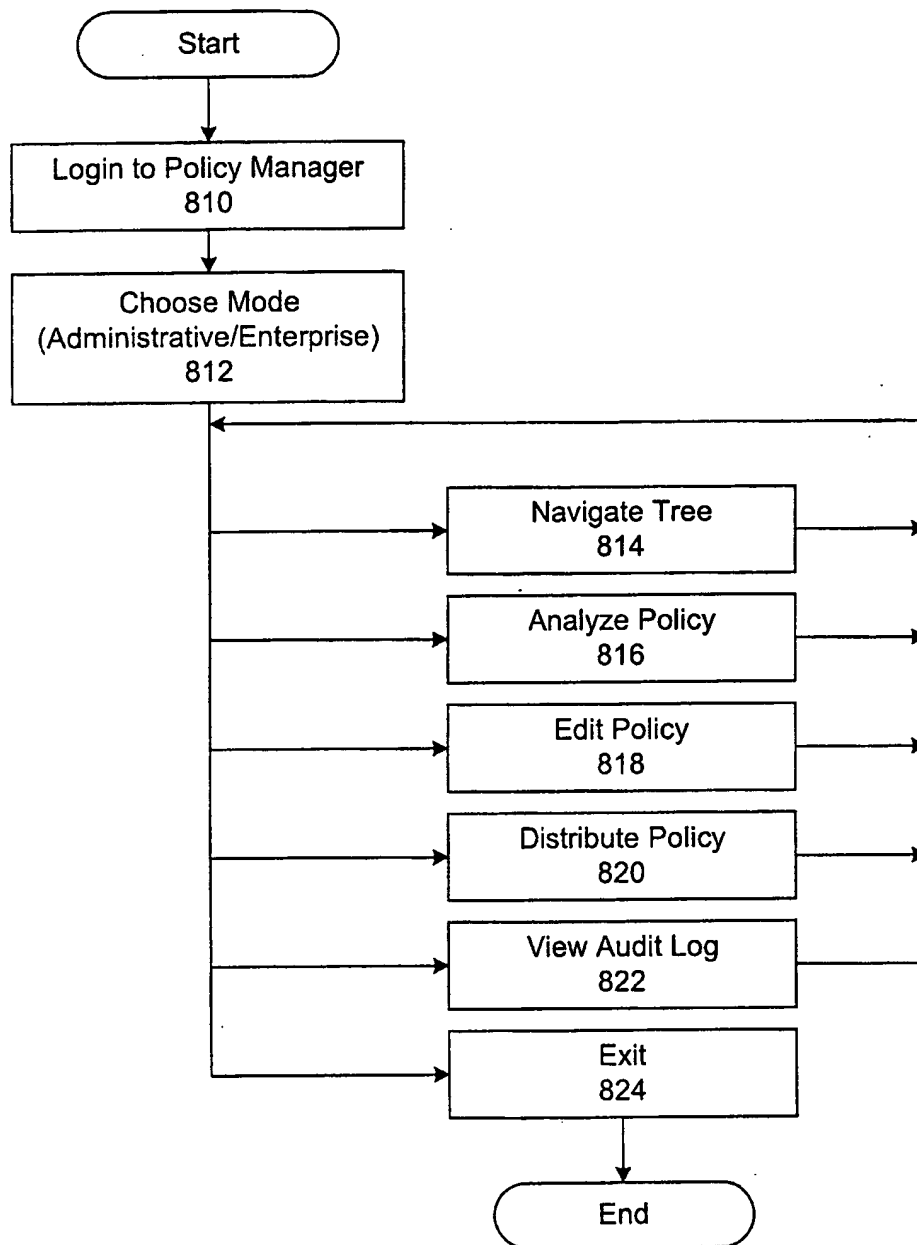 Start
Login to Policy Manager
810
Choose Mode
(Administrative/Enterprise)
812
Navigate Tree
814
Analyze Policy
816
Edit Policy
818
Distribute Policy
820
View Audit Log
822
Exit
824
End